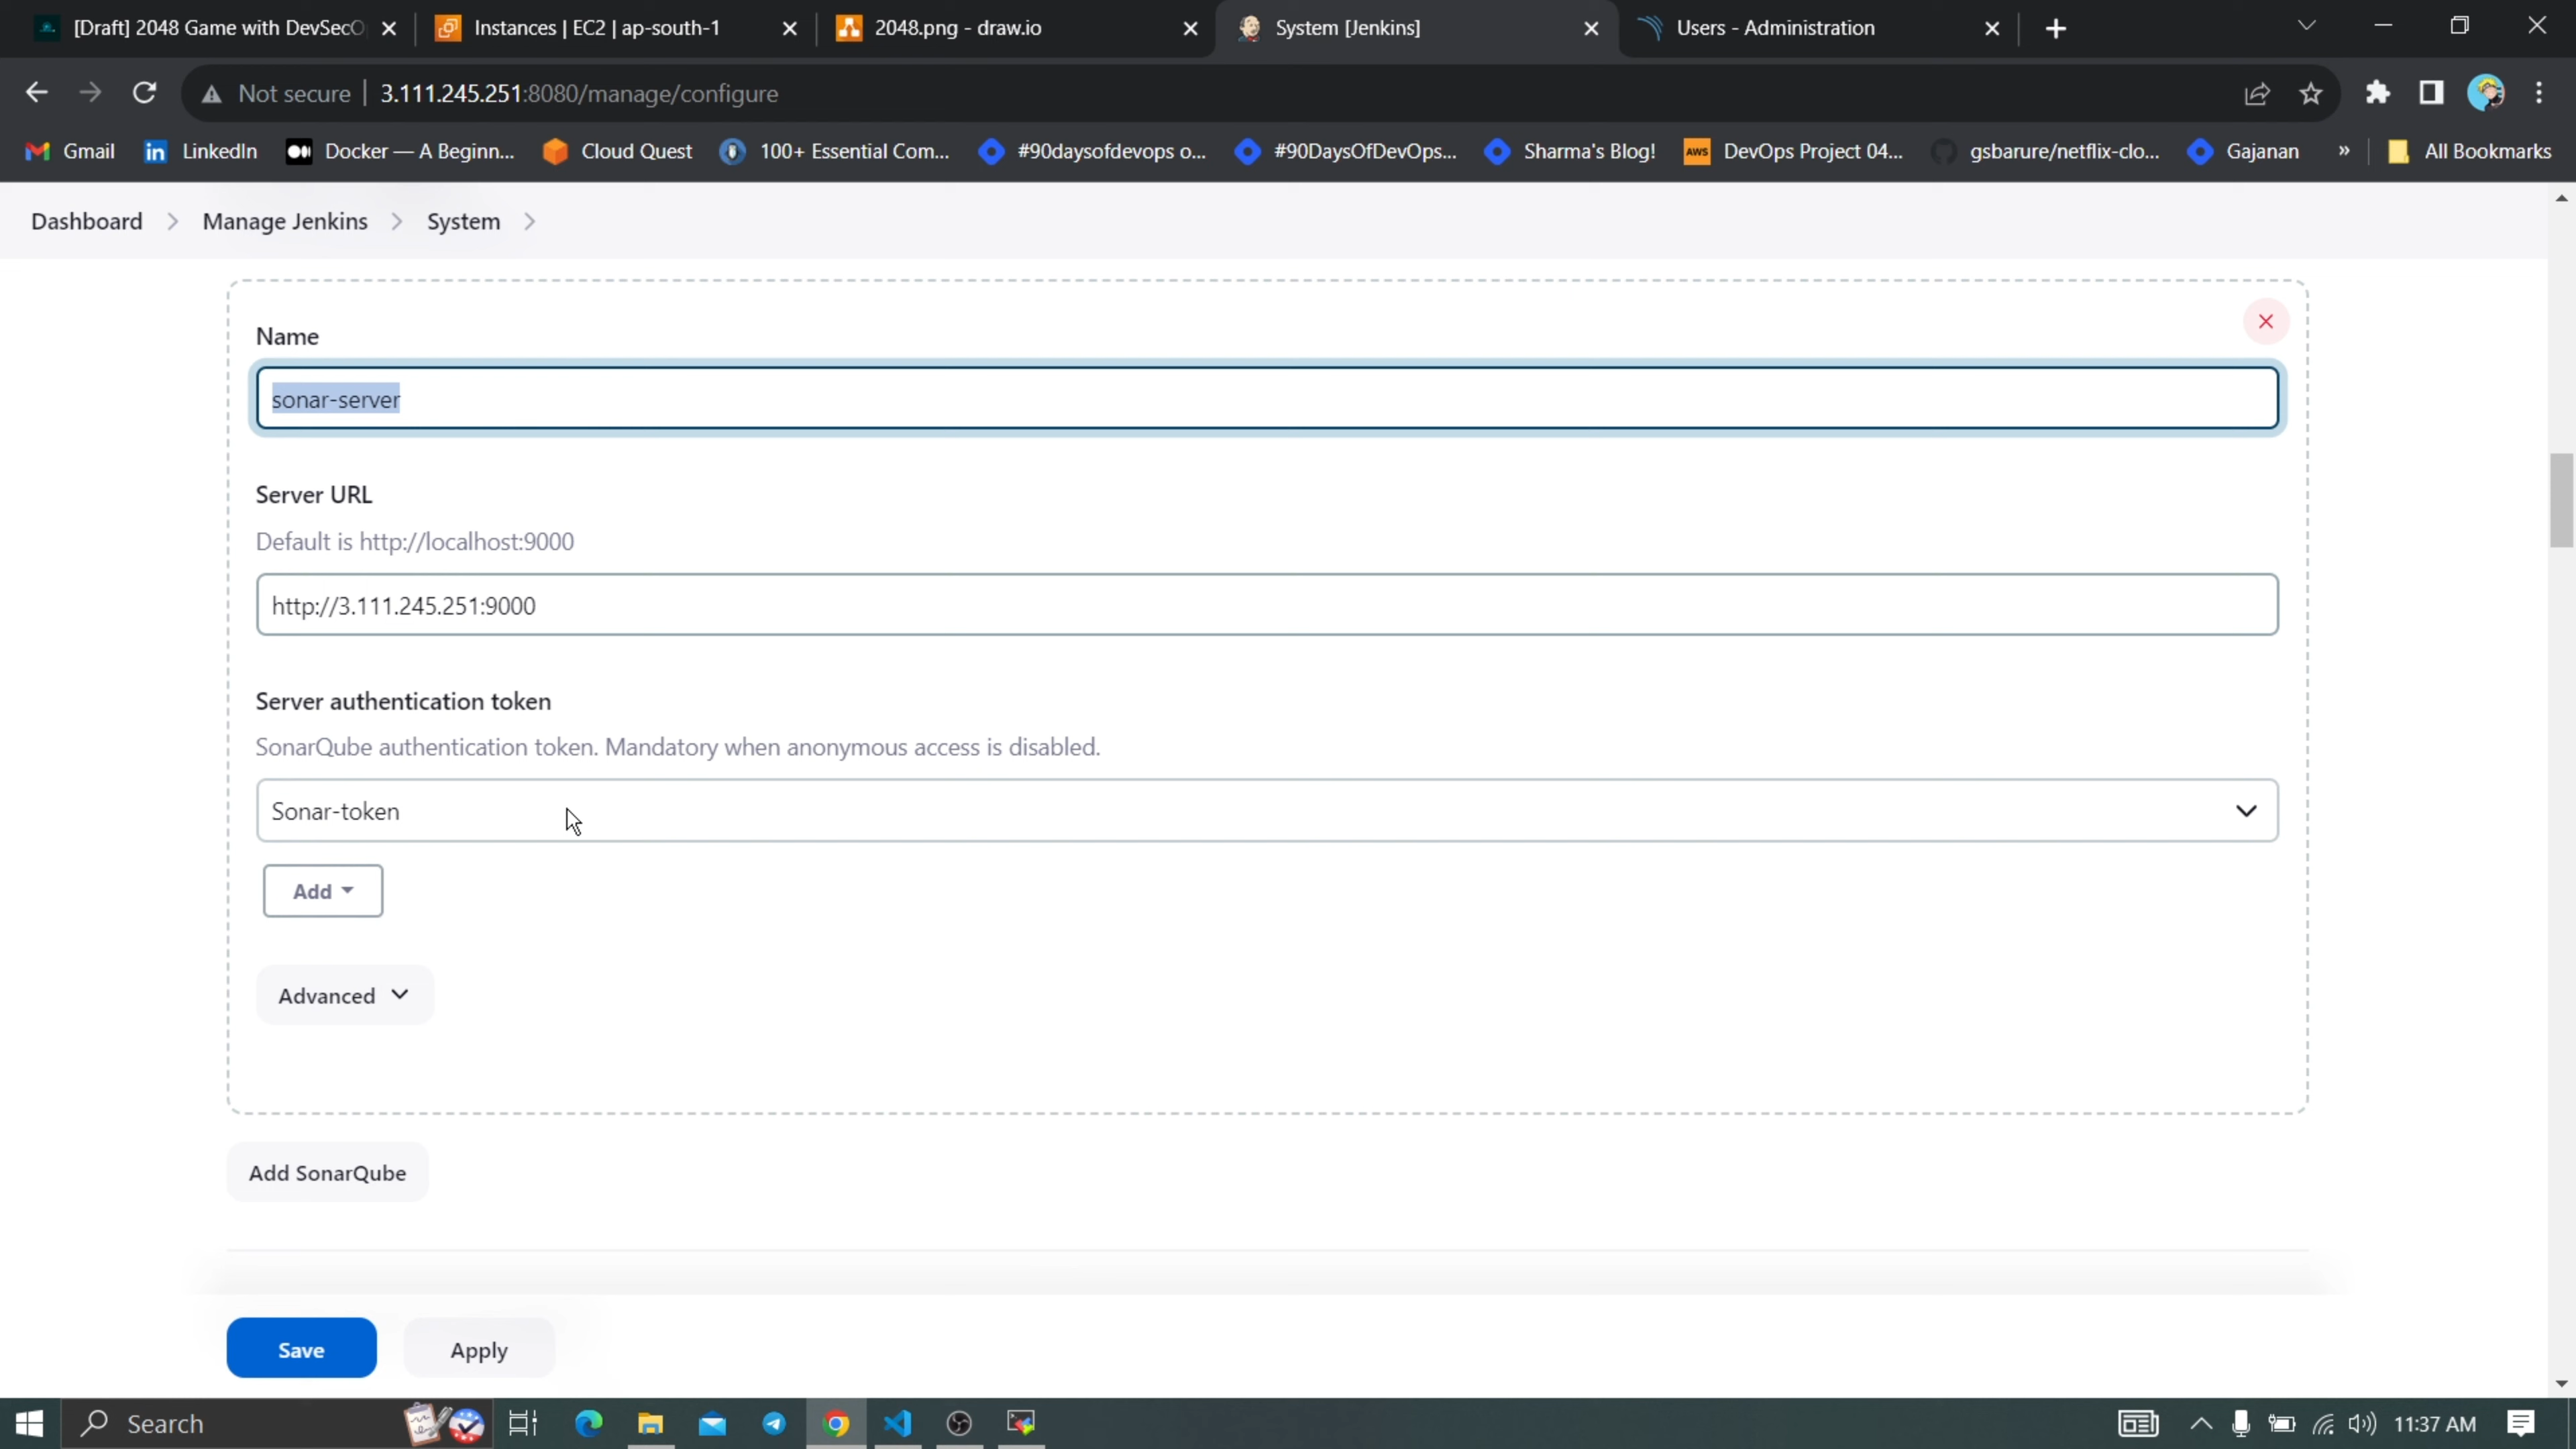 [Draft] 2048 Game with DevSecO
Instances | EC2 | ap-south-1
2048.png - draw.io
System [Jenkins]
Users - Administration
Not secure
3.111.245.251:8080/manage/configure
Gmail
LinkedIn
Docker — A Beginn...
Cloud Quest
100+ Essential Com...
#90daysofdevops o...
#90DaysOfDevOps...
Sharma's Blog!
aws
DevOps Project 04...
gsbarure/netflix-clo...
Gajanan
»
All Bookmarks
Dashboard
Manage Jenkins
System
Name
sonar-server
Server URL
Default is http://localhost:9000
http://3.111.245.251:9000
Server authentication token
SonarQube authentication token. Mandatory when anonymous access is disabled.
Sonar-token
Add
Advanced
Add SonarQube
Save
Apply
Search
11:37 AM